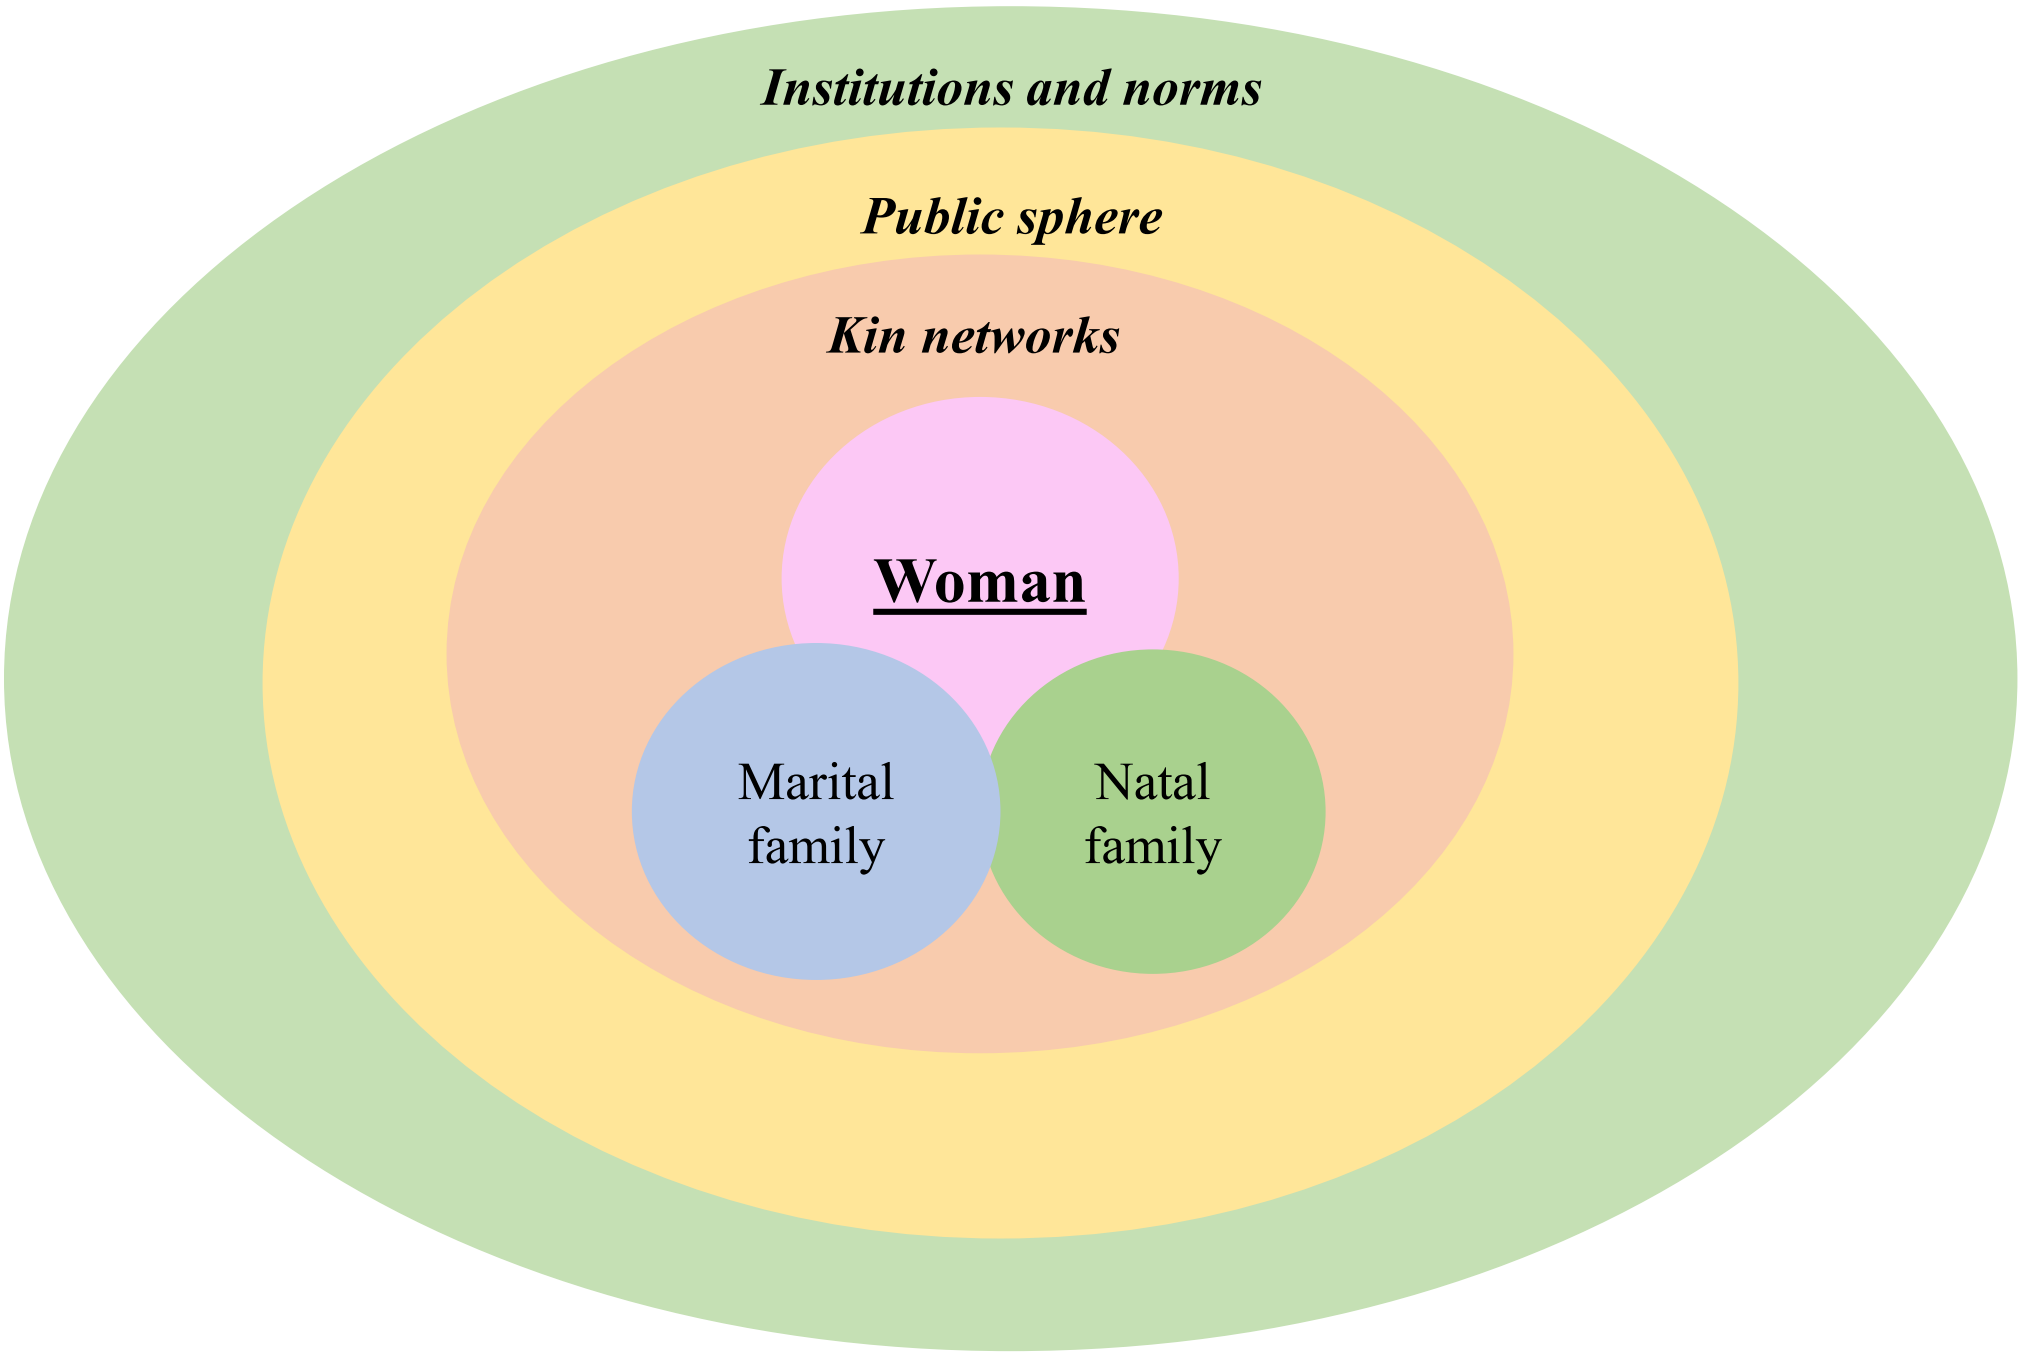 Institutions and norms
Public sphere
Kin networks
Woman
Marital
family
Natal
family